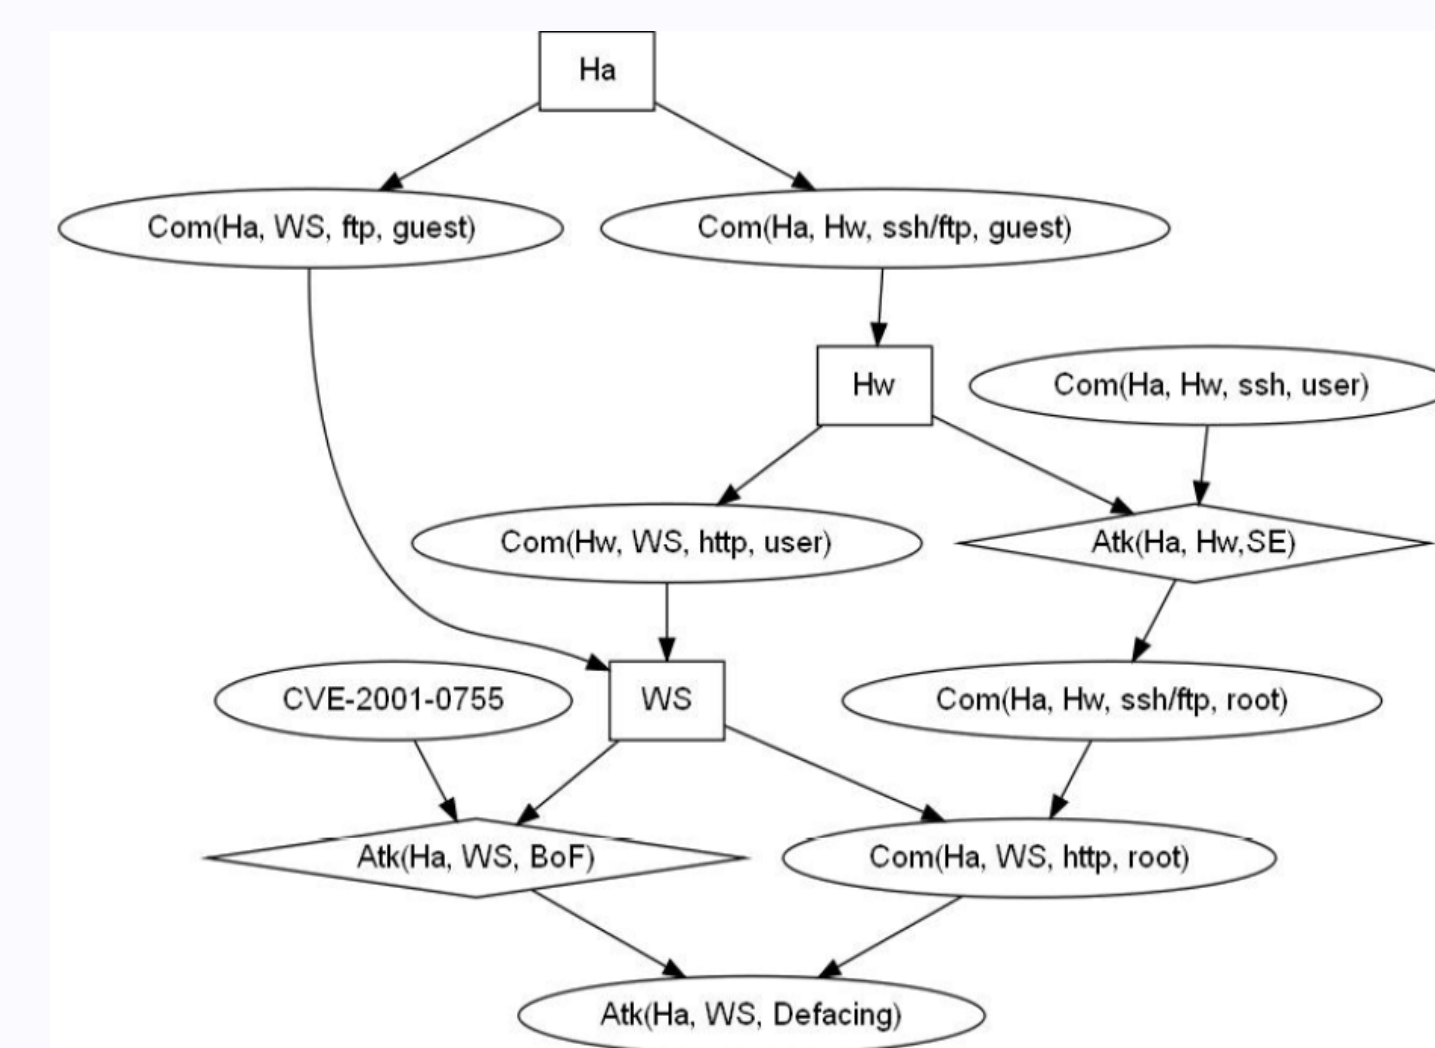 Ha
Com(Ha, WS, ftp, guest)
Com(Ha, Hw, ssh/ftp, guest)
Hw
Com(Ha, Hw, ssh, user)
Com(Hw, WS, http, user)
Atk(Ha, Hw,SE)
CVE-2001-0755
WS
Com(Ha, Hw, ssh/ftp, root)
Atk(Ha, WS, BoF)
Com(Ha, WS, http, root)
Atk(Ha, WS, Defacing)